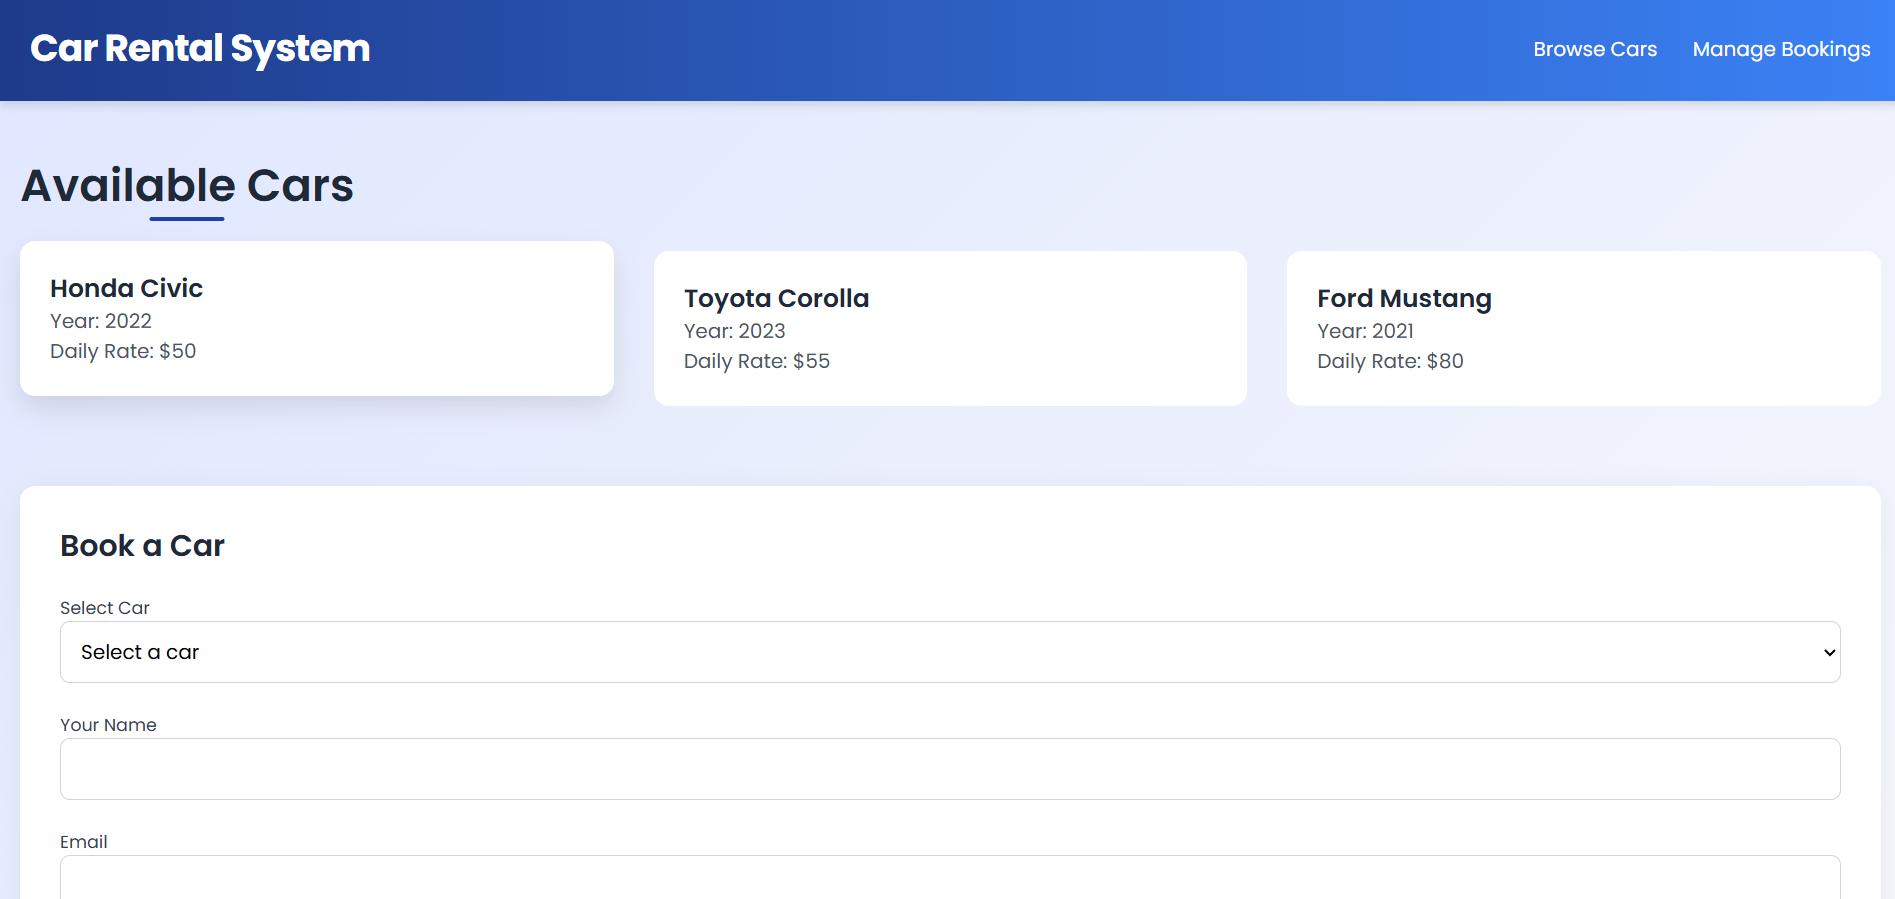 Car Rental System
Browse Cars
Manage Bookings
Available Cars
Honda Civic
Year: 2022
Daily Rate: $50
Toyota Corolla
Year: 2023
Daily Rate: $55
Ford Mustang
Year: 2021
Daily Rate: $80
Book a Car
Select Car
Select a car
Your Name
Email